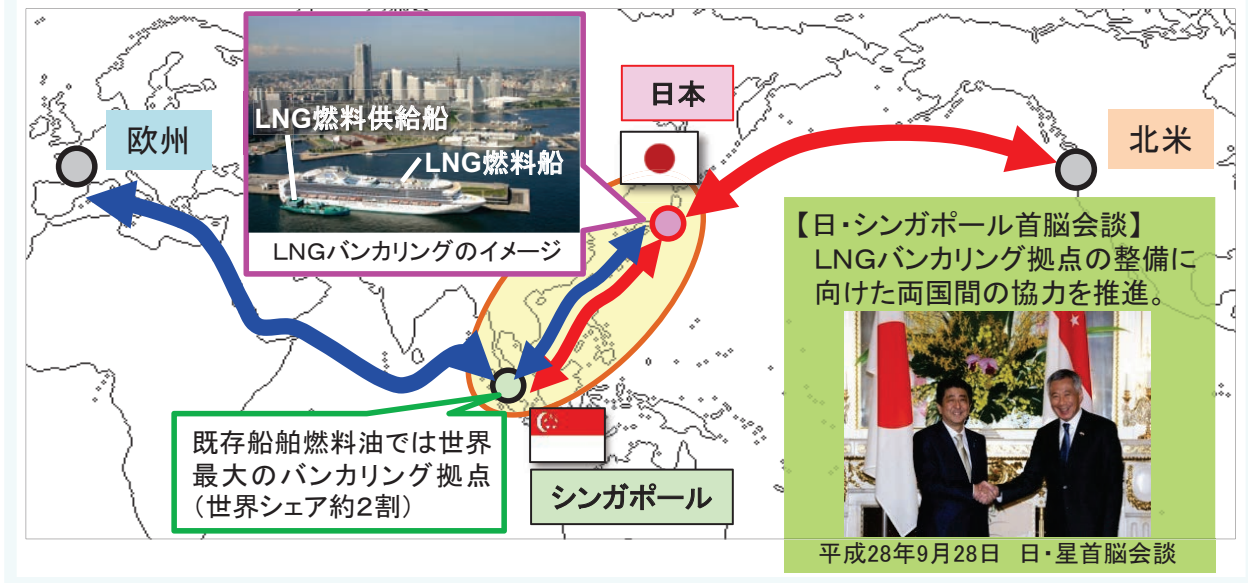 欧州
LNG燃料供給船
LNG燃料船
LNGバンカリングのイメージ
日本
北米
【日・シンガポール首脳会談】
LNGバンカリング拠点の整備に
向けた両国間の協力を推進。
平成28年9月28日　日・星首脳会談
既存船舶燃料油では世界
最大のバンカリング拠点
（世界シェア約2割）
シンガポール